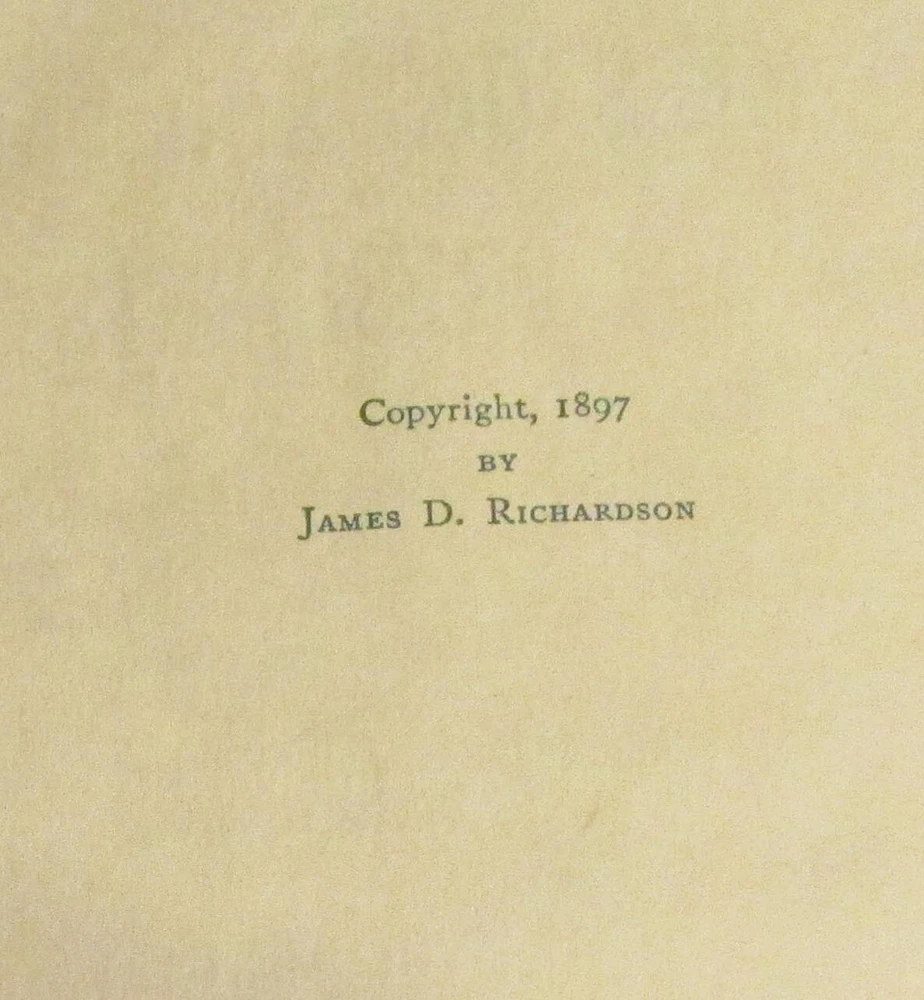 Copyright, 1897
BY
JAMES D. RICHARDSON